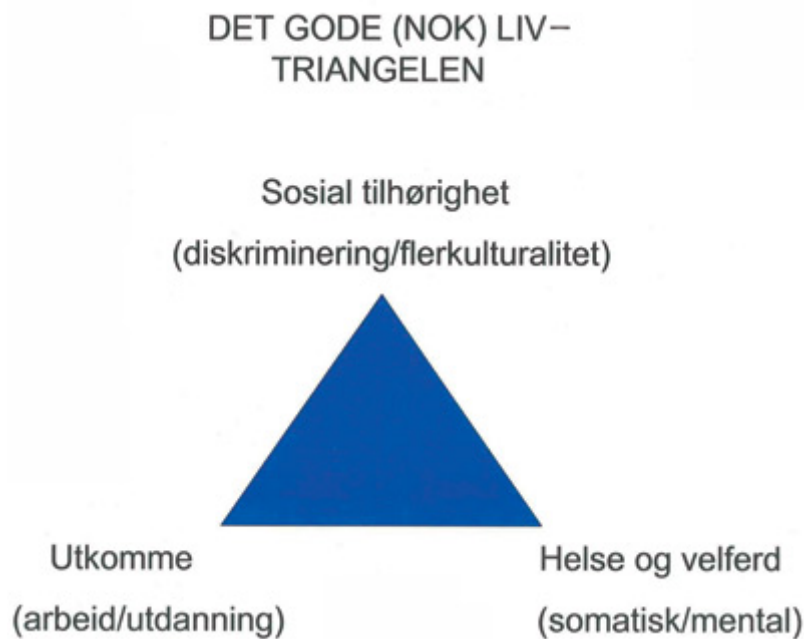 DET GODE (NOK) LIV–
TRIANGELEN
Sosial tilhørighet
(diskriminering/flerkulturalitet)
Utkomme
(arbeid/utdanning)
Helse og velferd
(somatisk/mental)